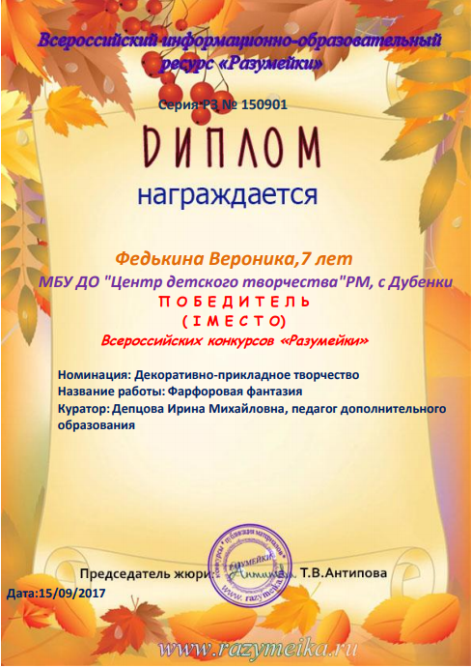 Всероссийский информационно-образовательный
ресурс «Разумейки»
Серия РЗ № 150901
ДИПЛОМ
награждается
Федькина Вероника,7 лет
МБУ ДО "Центр детского творчества"РМ, с Дубенки
ПОБЕДИТЕЛЬ
(I МЕСТО)
Всероссийских конкурсов «Разумейки»
Номинация: Декоративно-прикладное творчество
Название работы: Фарфоровая фантазия
Куратор: Депцова Ирина Михайловна, педагог дополнительного
образования
РАЗУМЕЙКИ
Председатель жюри: Т.В.Антипова
Дата:15/09/2017
www.razymeika.ru